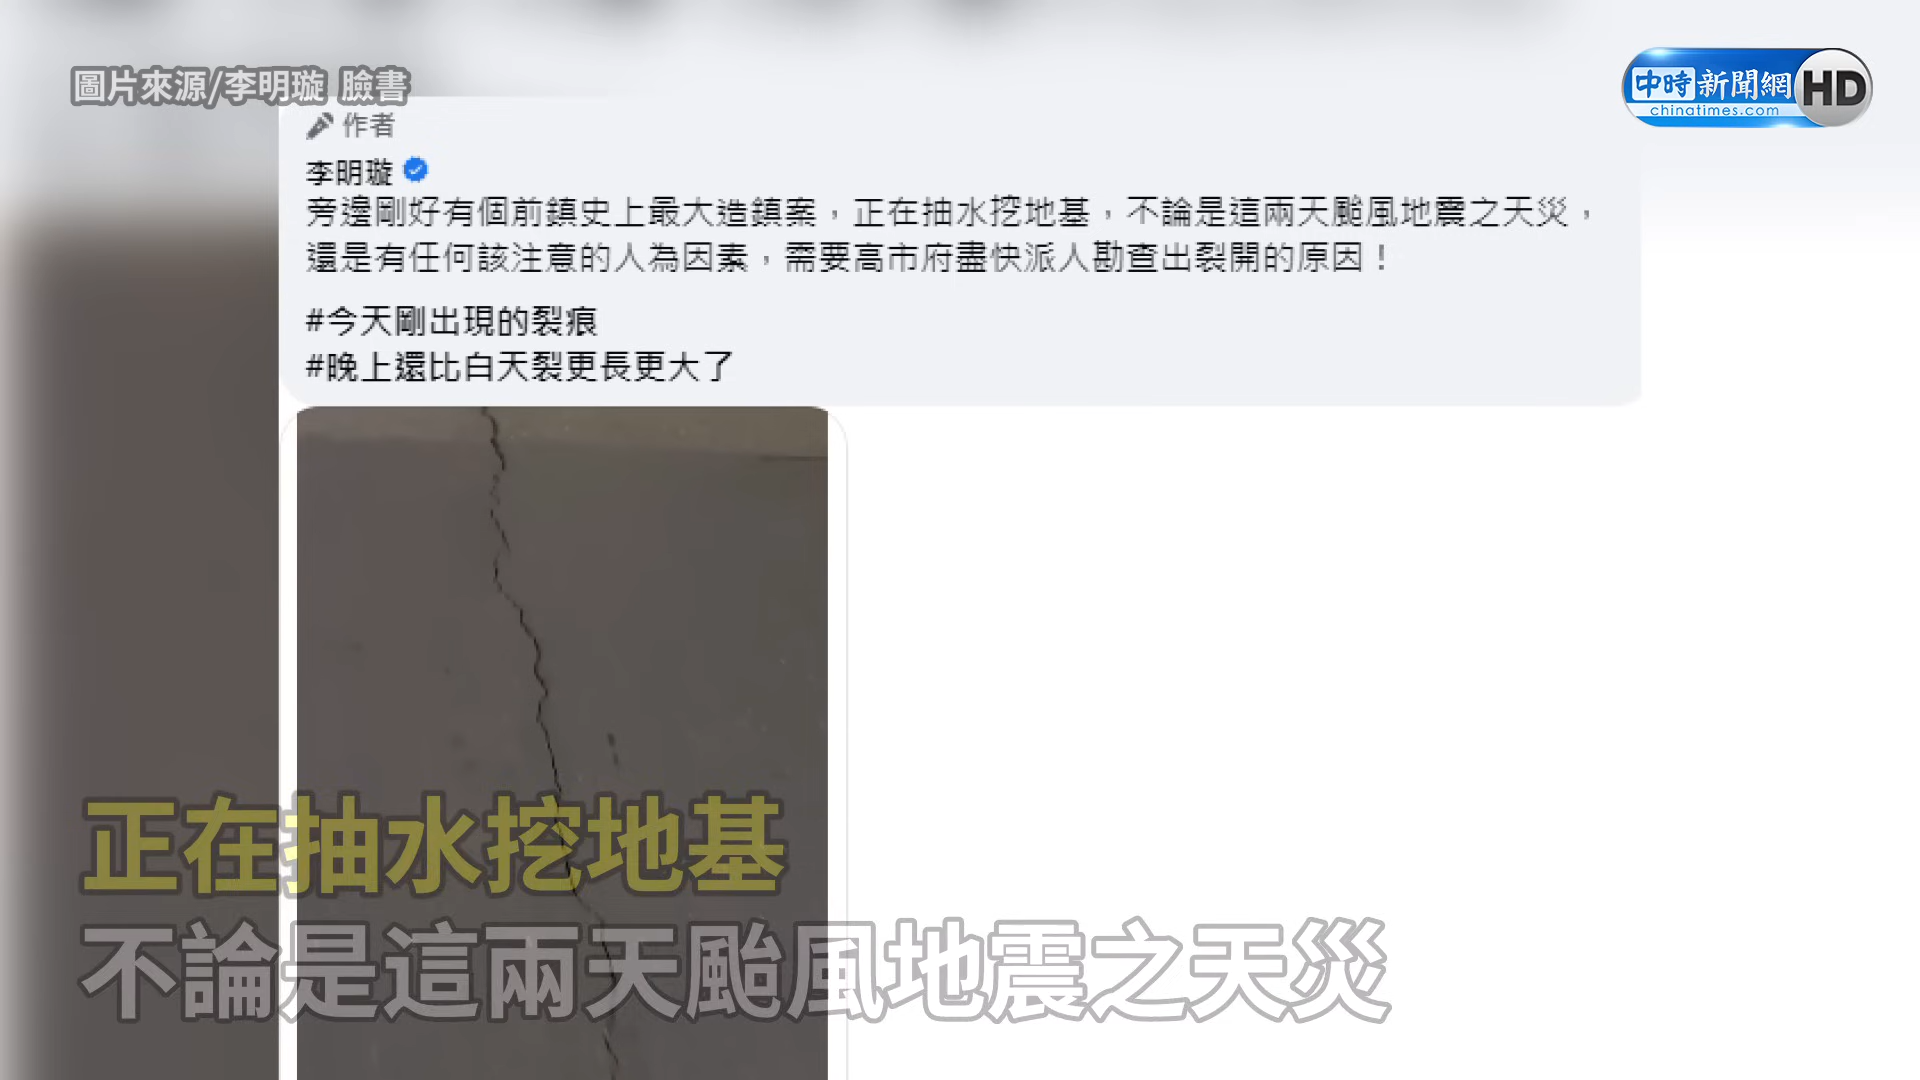 圖片來源/李明璇 臉書
中時新聞網HD
chinatimes.com
作者
李明璇
旁邊剛好有個前鎮史上最大造鎮案，正在抽水挖地基，不論是這兩天颱風地震之天災，
還是有任何該注意的人為因素，需要高市府盡快派人勘查出裂開的原因！
#今天剛出現的裂痕
#晚上還比白天裂更長更大了
正在抽水挖地基
不論是這兩天颱風地震之天災